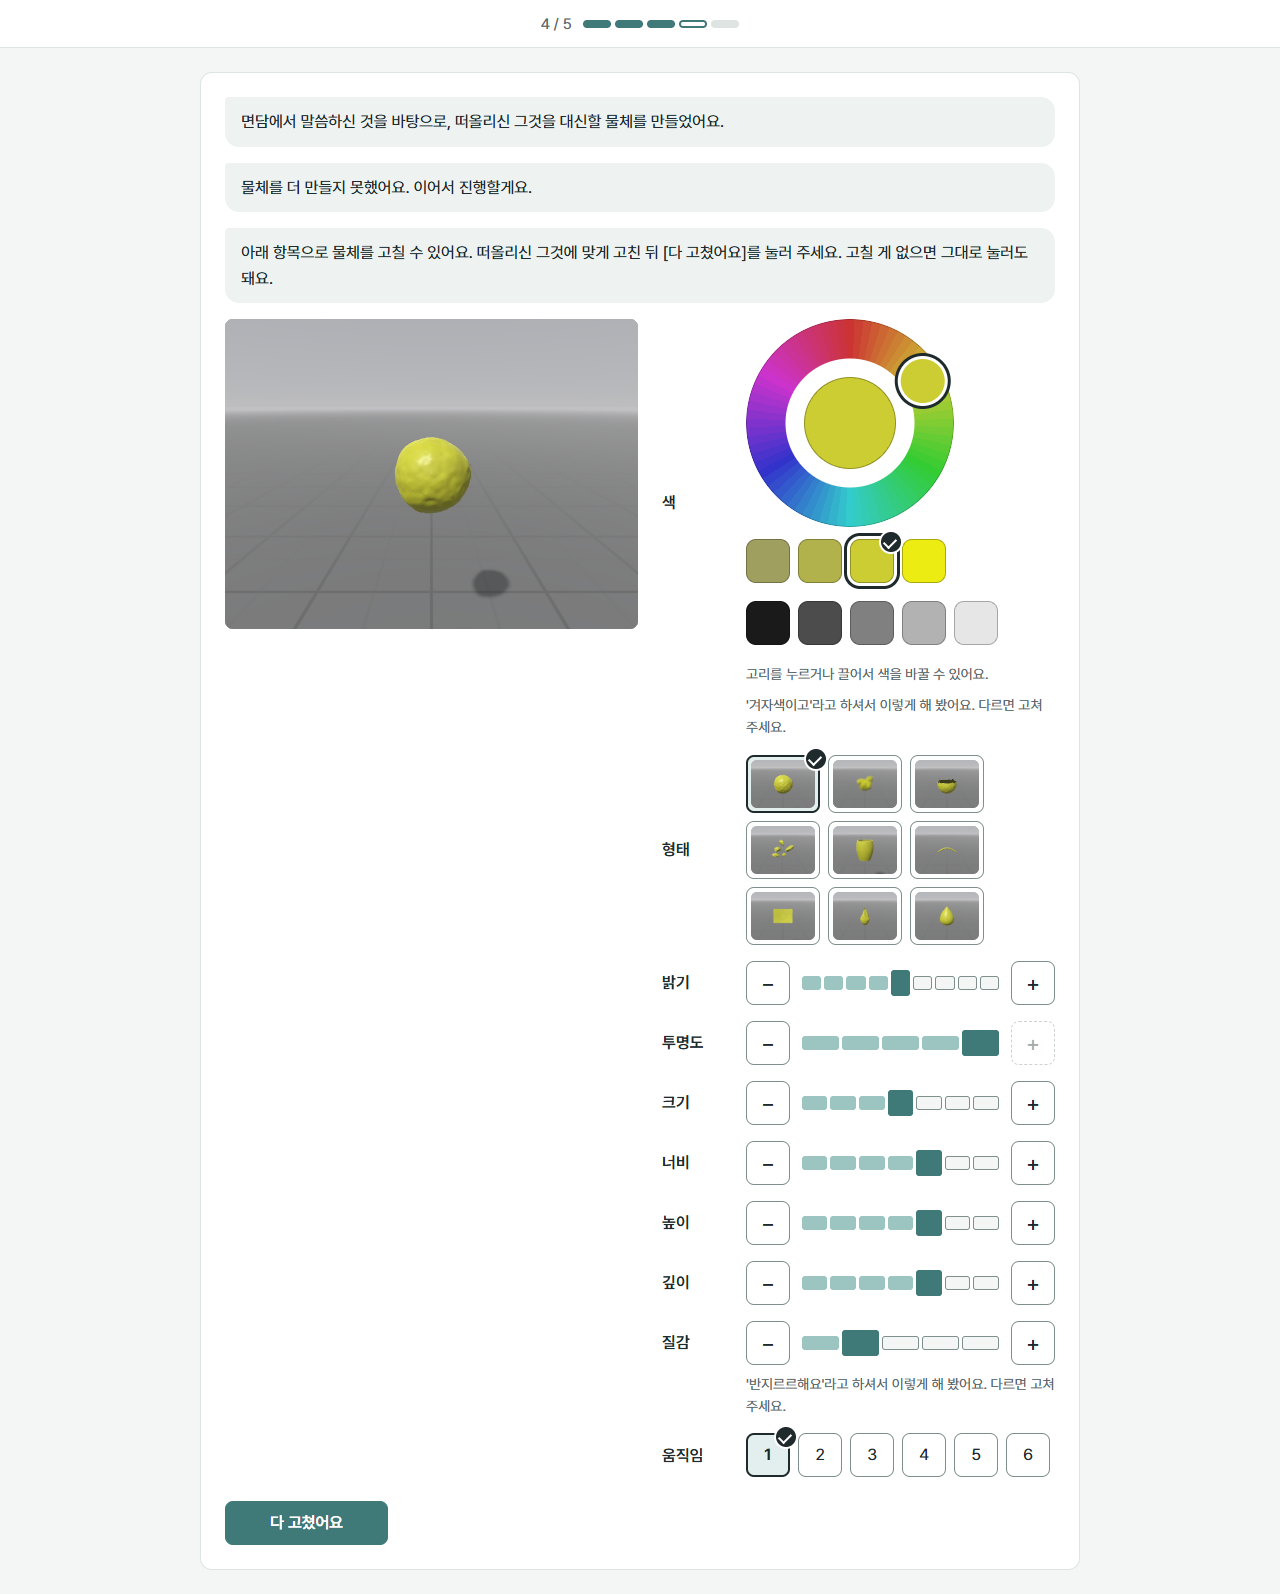 4 / 5
면담에서 말씀하신 것을 바탕으로, 떠올리신 그것을 대신할 물체를 만들었어요.
물체를 더 만들지 못했어요. 이어서 진행할게요.
아래 항목으로 물체를 고칠 수 있어요. 떠올리신 그것에 맞게 고친 뒤 [다 고쳤어요]를 눌러 주세요. 고칠 게 없으면 그대로 눌러도
돼요.
색
고리를 누르거나 끌어서 색을 바꿀 수 있어요.
'겨자색이고'라고 하셔서 이렇게 해 봤어요. 다르면 고쳐
주세요.
형태
밝기
− +
투명도
− +
크기
− +
너비
− +
높이
− +
깊이
− +
질감
− +
'반지르르해요'라고 하셔서 이렇게 해 봤어요. 다르면 고쳐
주세요.
움직임
1 2 3 4 5 6
다 고쳤어요